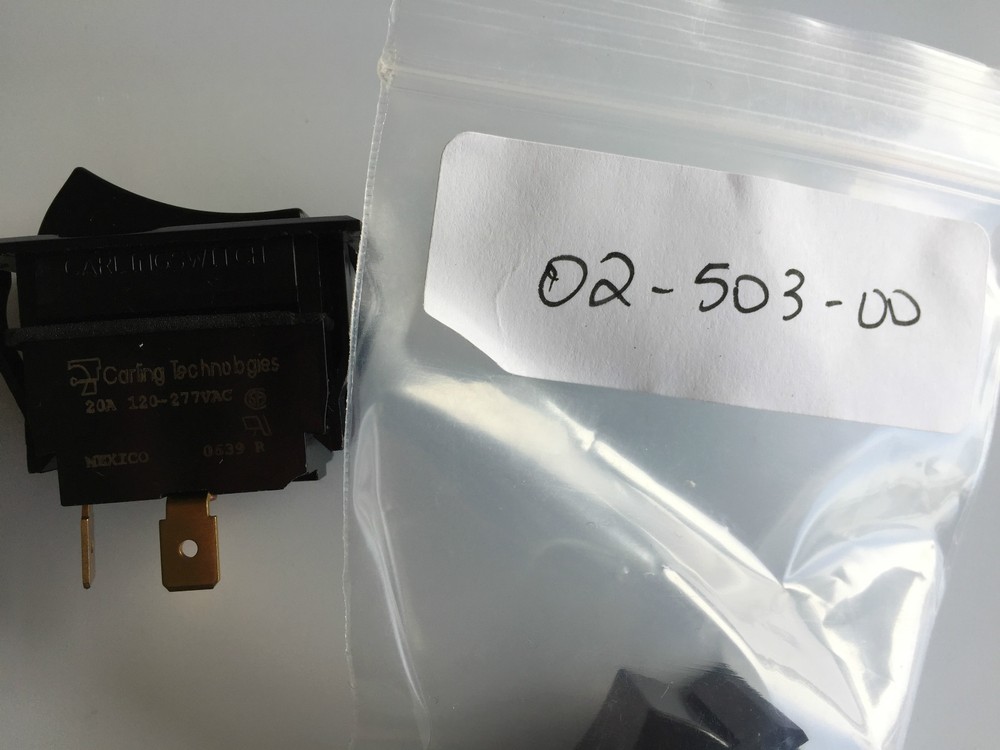 CARLINGSWITCH
Carling Technologies
20A 120-277VAC
MEXICO 0639 R
02-503-00